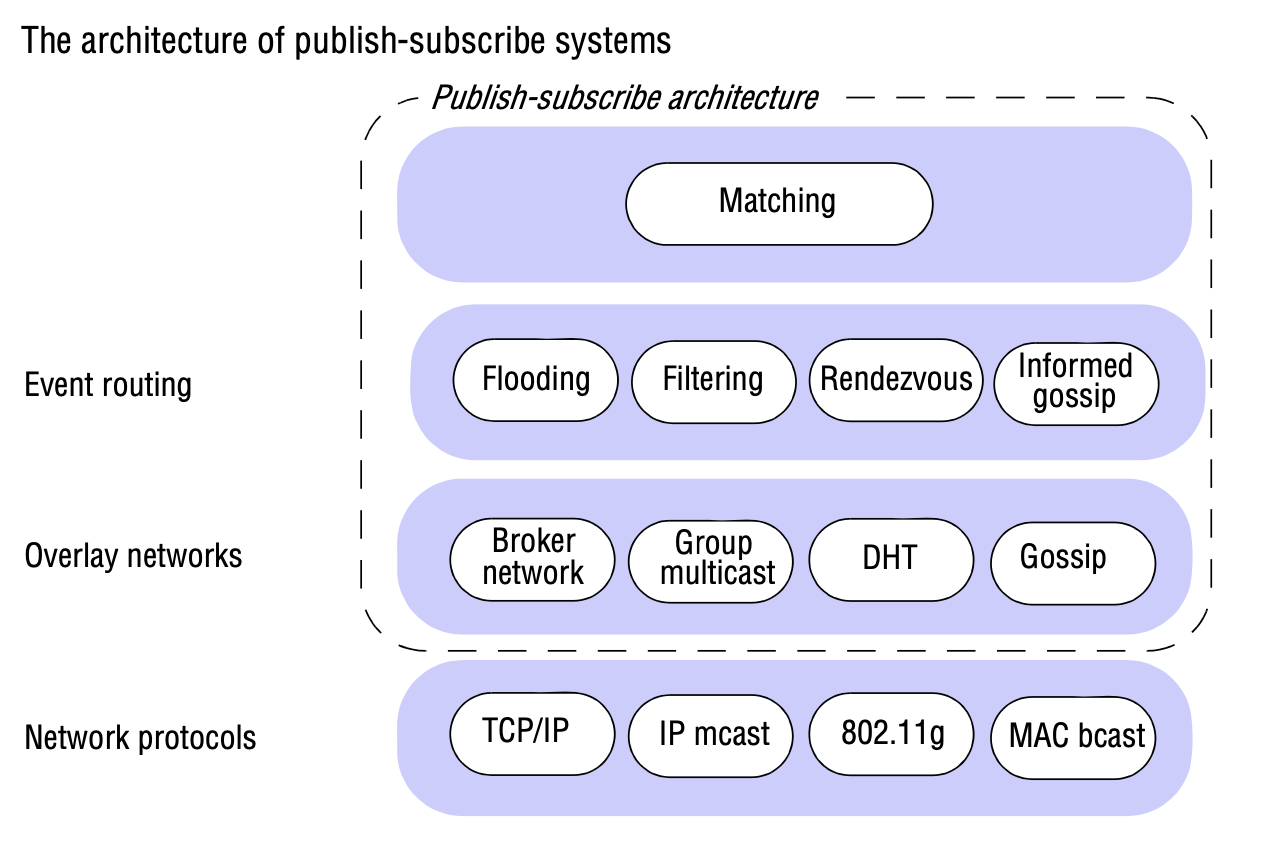 The architecture of publish-subscribe systems
Publish-subscribe architecture
Matching
Event routing
Flooding
Filtering
Rendezvous
Informed
gossip
Overlay networks
Broker
network
Group
multicast
DHT
Gossip
Network protocols
TCP/IP
IP mcast
802.11g
MAC bcast